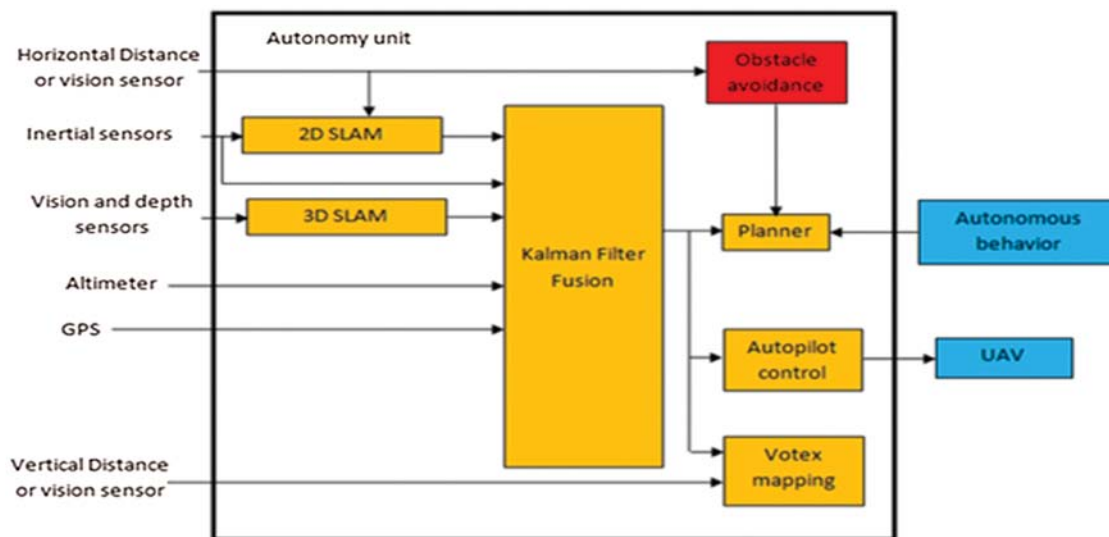 Autonomy unit
Horizontal Distance
or vision sensor
Obstacle
avoidance
Inertial sensors
2D SLAM
Vision and depth
sensors
3D SLAM
Planner
Autonomous
behavior
Kalman Filter
Fusion
Altimeter
GPS
Autopilot
control
UAV
Votex
mapping
Vertical Distance
or vision sensor